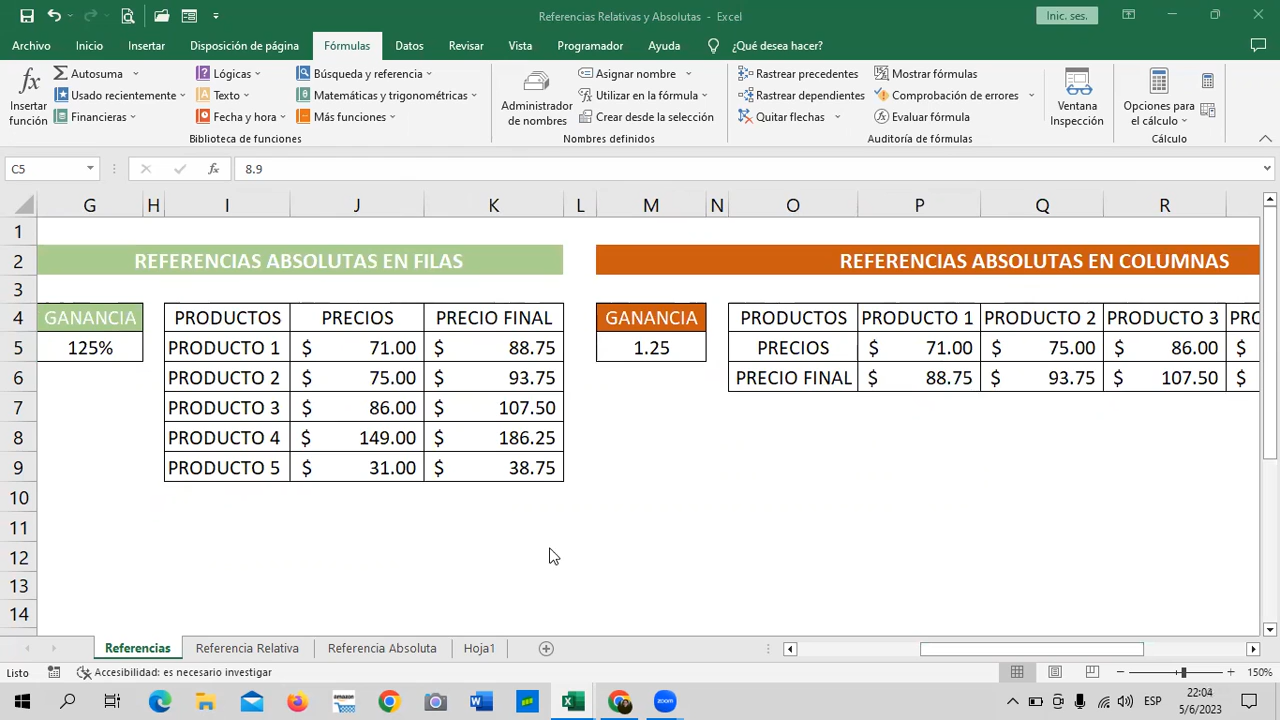 Referencias Relativas y Absolutas - Excel
Inic. ses.
Archivo Inicio Insertar Disposición de página Fórmulas Datos Revisar Vista Programador Ayuda ¿Qué desea hacer?
Insertar función
Autosuma
Usado recientemente
Financieras
Lógicas
Texto
Fecha y hora
Búsqueda y referencia
Matemáticas y trigonométricas
Más funciones
Biblioteca de funciones
Administrador de nombres
Asignar nombre
Utilizar en la fórmula
Crear desde la selección
Nombres definidos
Rastrear precedentes
Rastrear dependientes
Quitar flechas
Mostrar fórmulas
Comprobación de errores
Evaluar fórmula
Auditoría de fórmulas
Ventana Inspección
Opciones para el cálculo
Cálculo
C5 fx 8.9
G H I J K L M N O P Q R
1
2 REFERENCIAS ABSOLUTAS EN FILAS REFERENCIAS ABSOLUTAS EN COLUMNAS
3
4 GANANCIA PRODUCTOS PRECIOS PRECIO FINAL GANANCIA PRODUCTOS PRODUCTO 1 PRODUCTO 2 PRODUCTO 3 PRO
5 125% PRODUCTO 1 $ 71.00 $ 88.75 1.25 PRECIOS $ 71.00 $ 75.00 $ 86.00 $
6 PRODUCTO 2 $ 75.00 $ 93.75 PRECIO FINAL $ 88.75 $ 93.75 $ 107.50 $
7 PRODUCTO 3 $ 86.00 $ 107.50
8 PRODUCTO 4 $ 149.00 $ 186.25
9 PRODUCTO 5 $ 31.00 $ 38.75
10
11
12
13
14
Referencias Referencia Relativa Referencia Absoluta Hoja1
Listo Accesibilidad: es necesario investigar 150%
amazon W zoom ESP 22:04
5/6/2023